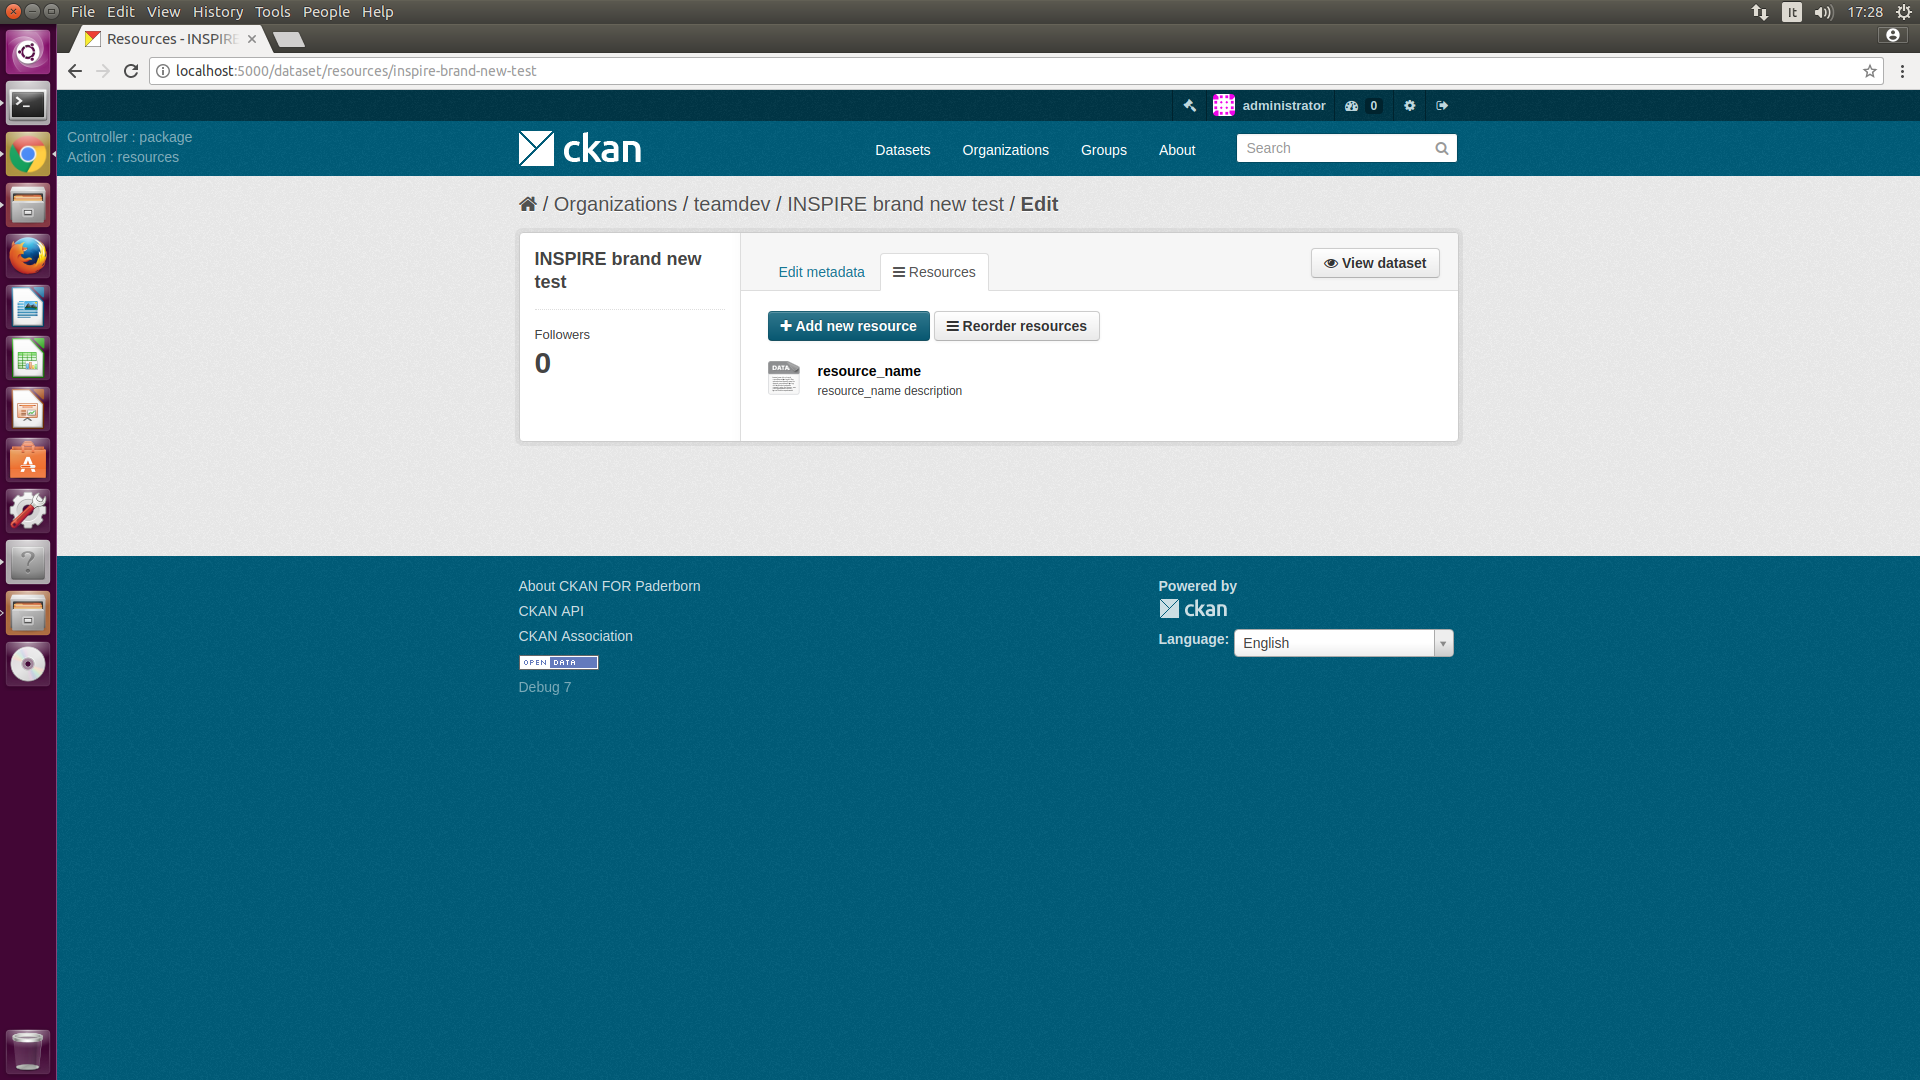 File Edit View History Tools People Help
It
17:28
Resources - INSPIRE
localhost:5000/dataset/resources/inspire-brand-new-test
administrator
0
Controller : package
Action : resources
ckan
Datasets
Organizations
Groups
About
Search
/ Organizations / teamdev / INSPIRE brand new test / Edit
INSPIRE brand new
test
Followers
0
Edit metadata
Resources
View dataset
Add new resource
Reorder resources
DATA
resource_name
resource_name description
About CKAN FOR Paderborn
CKAN API
CKAN Association
OPEN DATA
Debug 7
Powered by
ckan
Language:
English